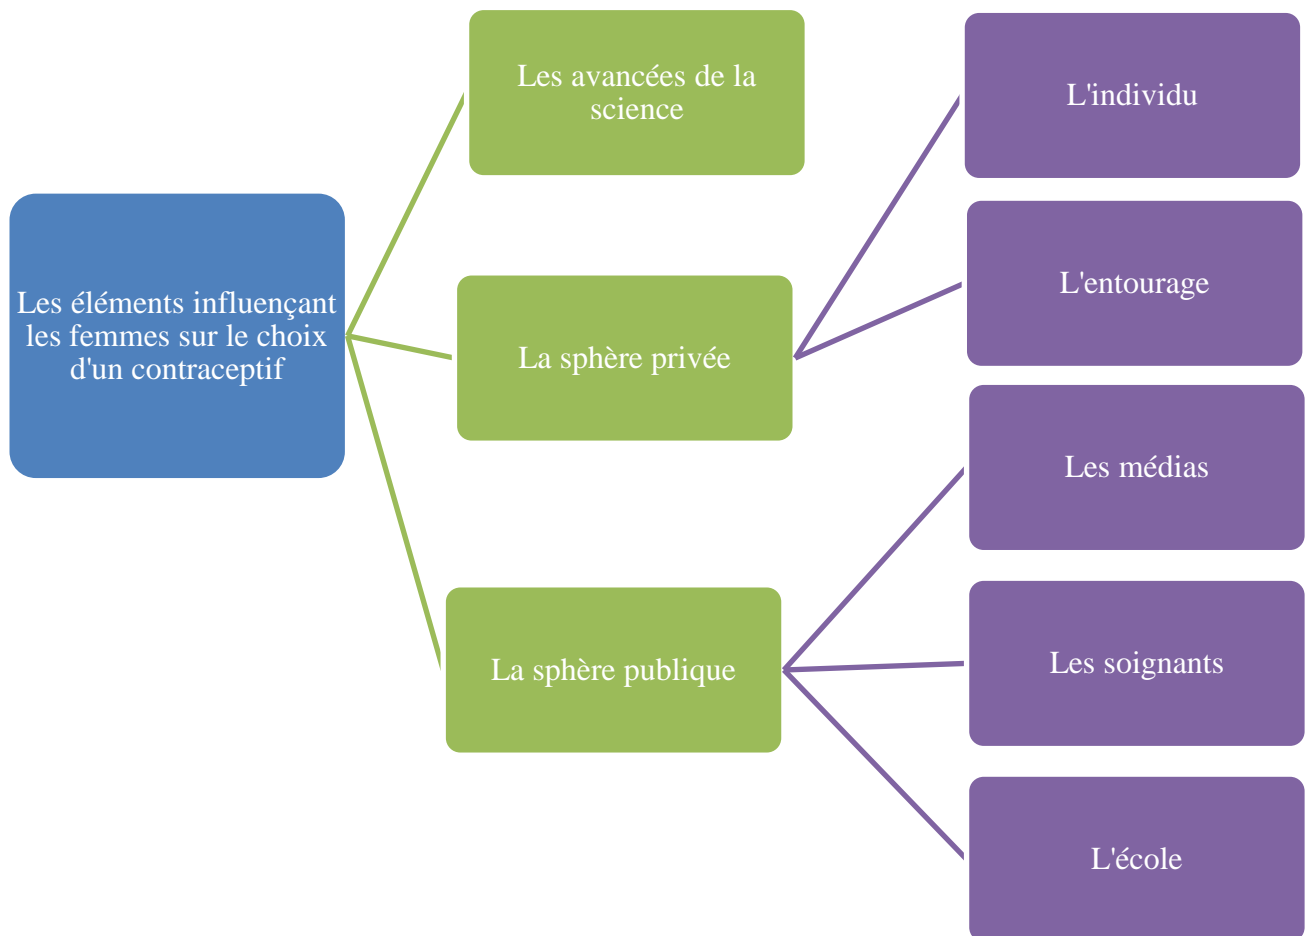 Les éléments influençant
les femmes sur le choix
d'un contraceptif
Les avancées de la
science
La sphère privée
La sphère publique
L'individu
L'entourage
Les médias
Les soignants
L'école